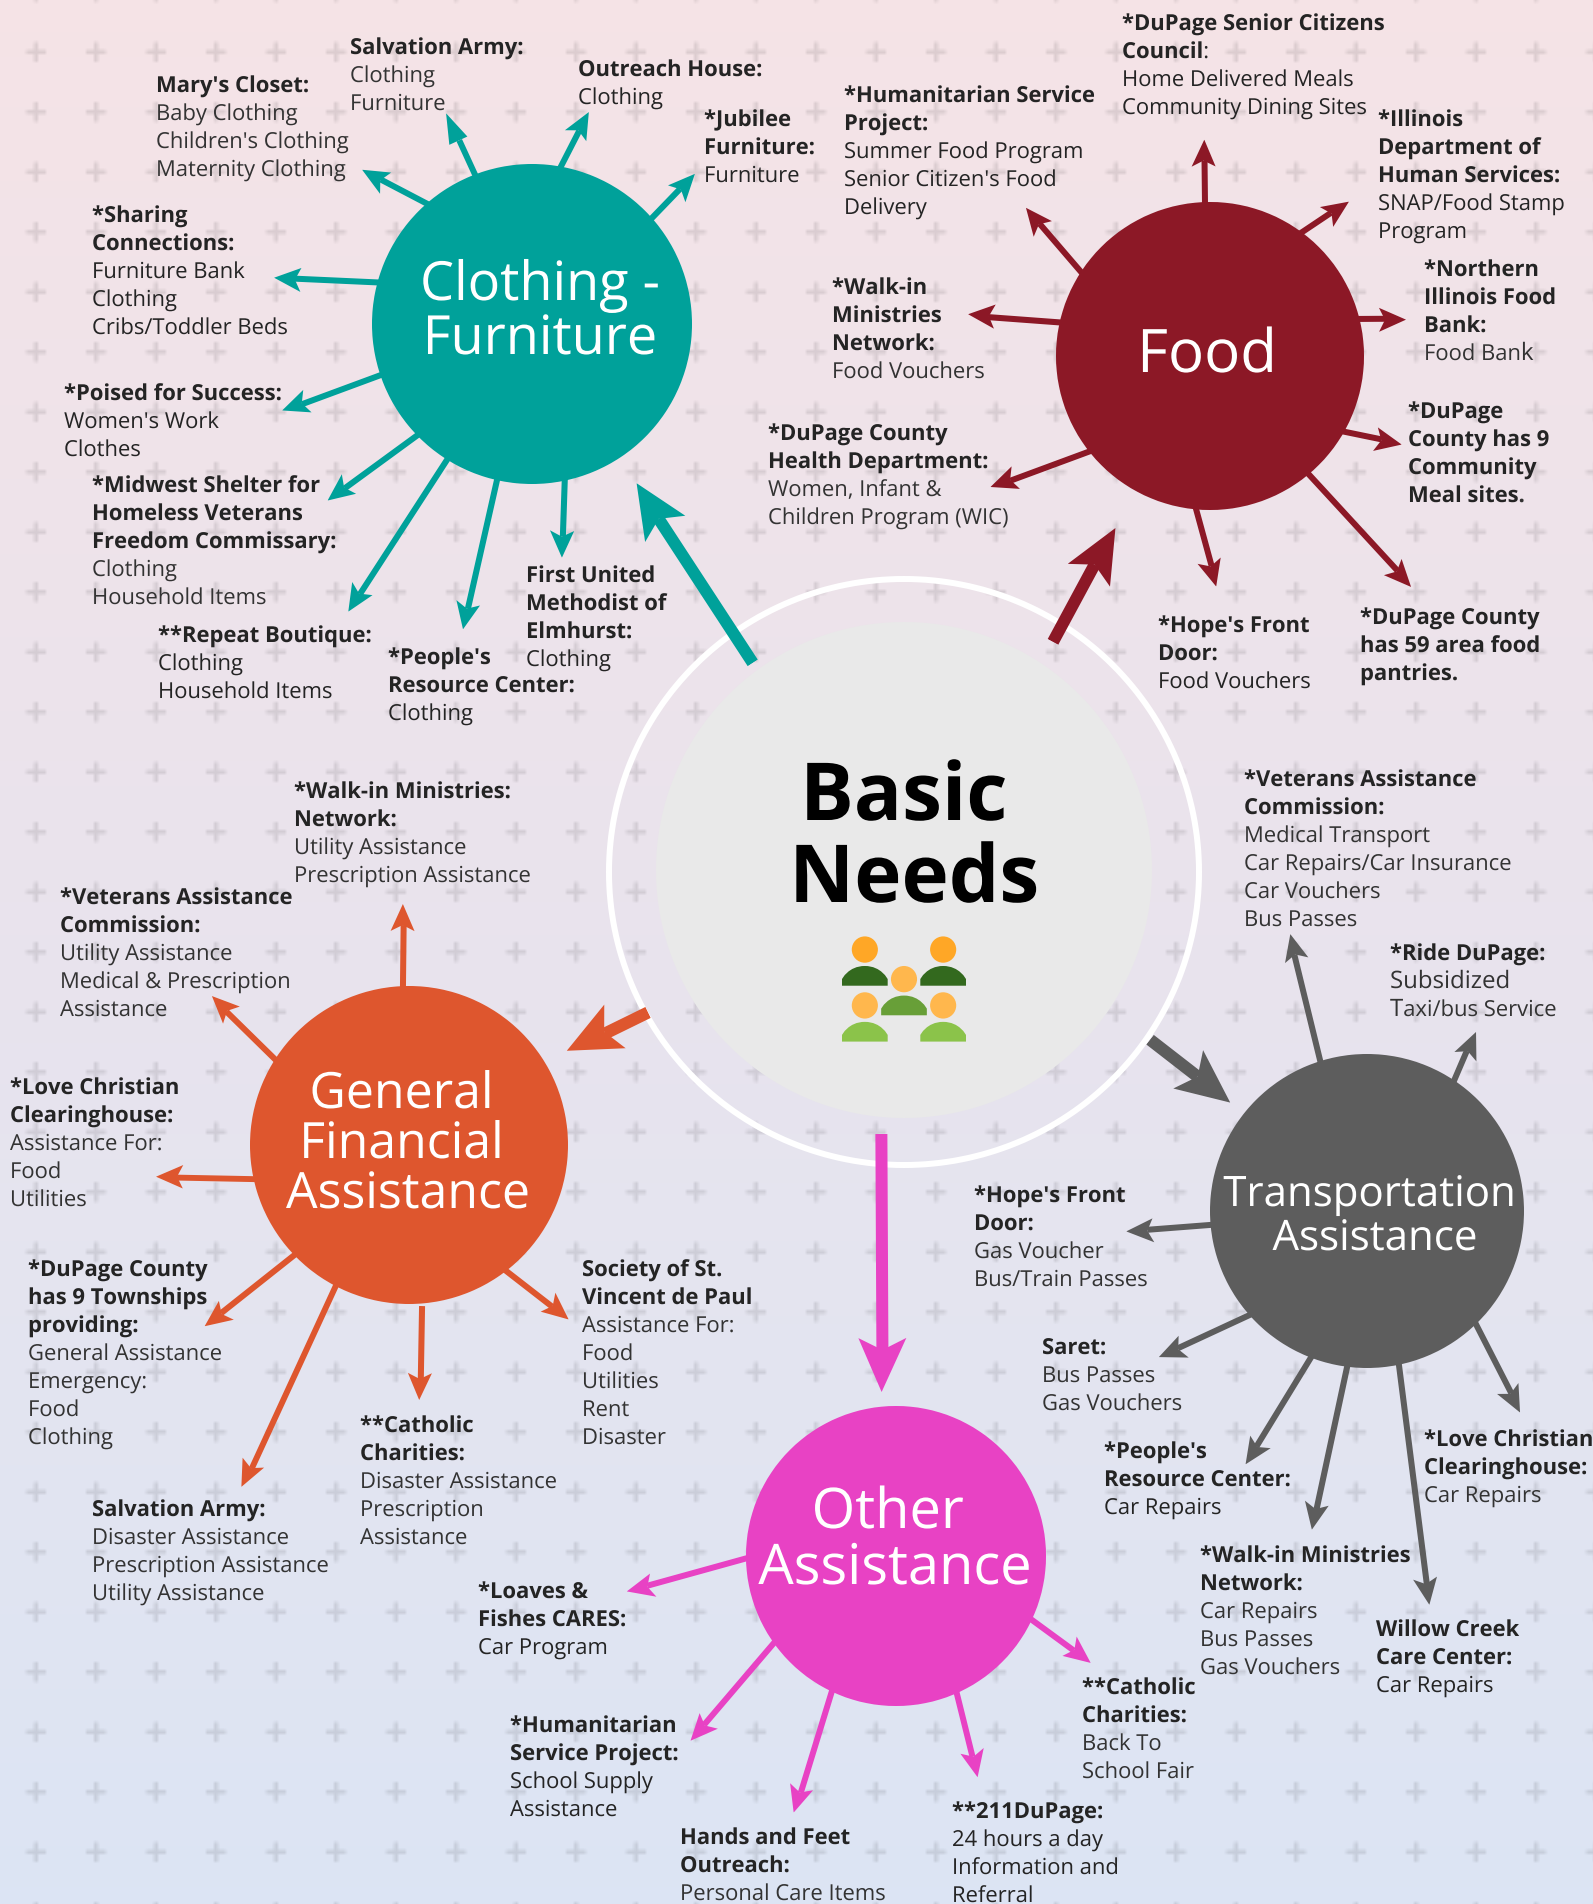 Salvation Army:
Clothing
Furniture
Outreach House:
Clothing
Mary's Closet:
Baby Clothing
Children's Clothing
Maternity Clothing
*Jubilee
Furniture:
Furniture
*Sharing
Connections:
Furniture Bank
Clothing
Cribs/Toddler Beds
Clothing -
Furniture
*Poised for Success:
Women's Work
Clothes
*Midwest Shelter for
Homeless Veterans
Freedom Commissary:
Clothing
Household Items
**Repeat Boutique:
Clothing
Household Items
*People's
Resource Center:
Clothing
First United
Methodist of
Elmhurst:
Clothing
*DuPage Senior Citizens
Council:
Home Delivered Meals
Community Dining Sites
*Humanitarian Service
Project:
Summer Food Program
Senior Citizen's Food
Delivery
*Illinois
Department of
Human Services:
SNAP/Food Stamp
Program
*Walk-in
Ministries
Network:
Food Vouchers
Food
*Northern
Illinois Food
Bank:
Food Bank
*DuPage County
Health Department:
Women, Infant &
Children Program (WIC)
*DuPage
County has 9
Community
Meal sites.
*Hope's Front
Door:
Food Vouchers
*DuPage County
has 59 area food
pantries.
Basic
Needs
*Walk-in Ministries:
Network:
Utility Assistance
Prescription Assistance
*Veterans Assistance
Commission:
Utility Assistance
Medical & Prescription
Assistance
*Love Christian
Clearinghouse:
Assistance For:
Food
Utilities
General
Financial
Assistance
*DuPage County
has 9 Townships
providing:
General Assistance
Emergency:
Food
Clothing
Salvation Army:
Disaster Assistance
Prescription Assistance
Utility Assistance
**Catholic
Charities:
Disaster Assistance
Prescription
Assistance
Society of St.
Vincent de Paul
Assistance For:
Food
Utilities
Rent
Disaster
*Veterans Assistance
Commission:
Medical Transport
Car Repairs/Car Insurance
Car Vouchers
Bus Passes
*Ride DuPage:
Subsidized
Taxi/bus Service
Transportation
Assistance
*Hope's Front
Door:
Gas Voucher
Bus/Train Passes
Saret:
Bus Passes
Gas Vouchers
*People's
Resource Center:
Car Repairs
*Love Christian
Clearinghouse:
Car Repairs
*Walk-in Ministries
Network:
Car Repairs
Bus Passes
Gas Vouchers
Willow Creek
Care Center:
Car Repairs
Other
Assistance
*Loaves &
Fishes CARES:
Car Program
*Humanitarian
Service Project:
School Supply
Assistance
Hands and Feet
Outreach:
Personal Care Items
**211DuPage:
24 hours a day
Information and
Referral
**Catholic
Charities:
Back To
School Fair